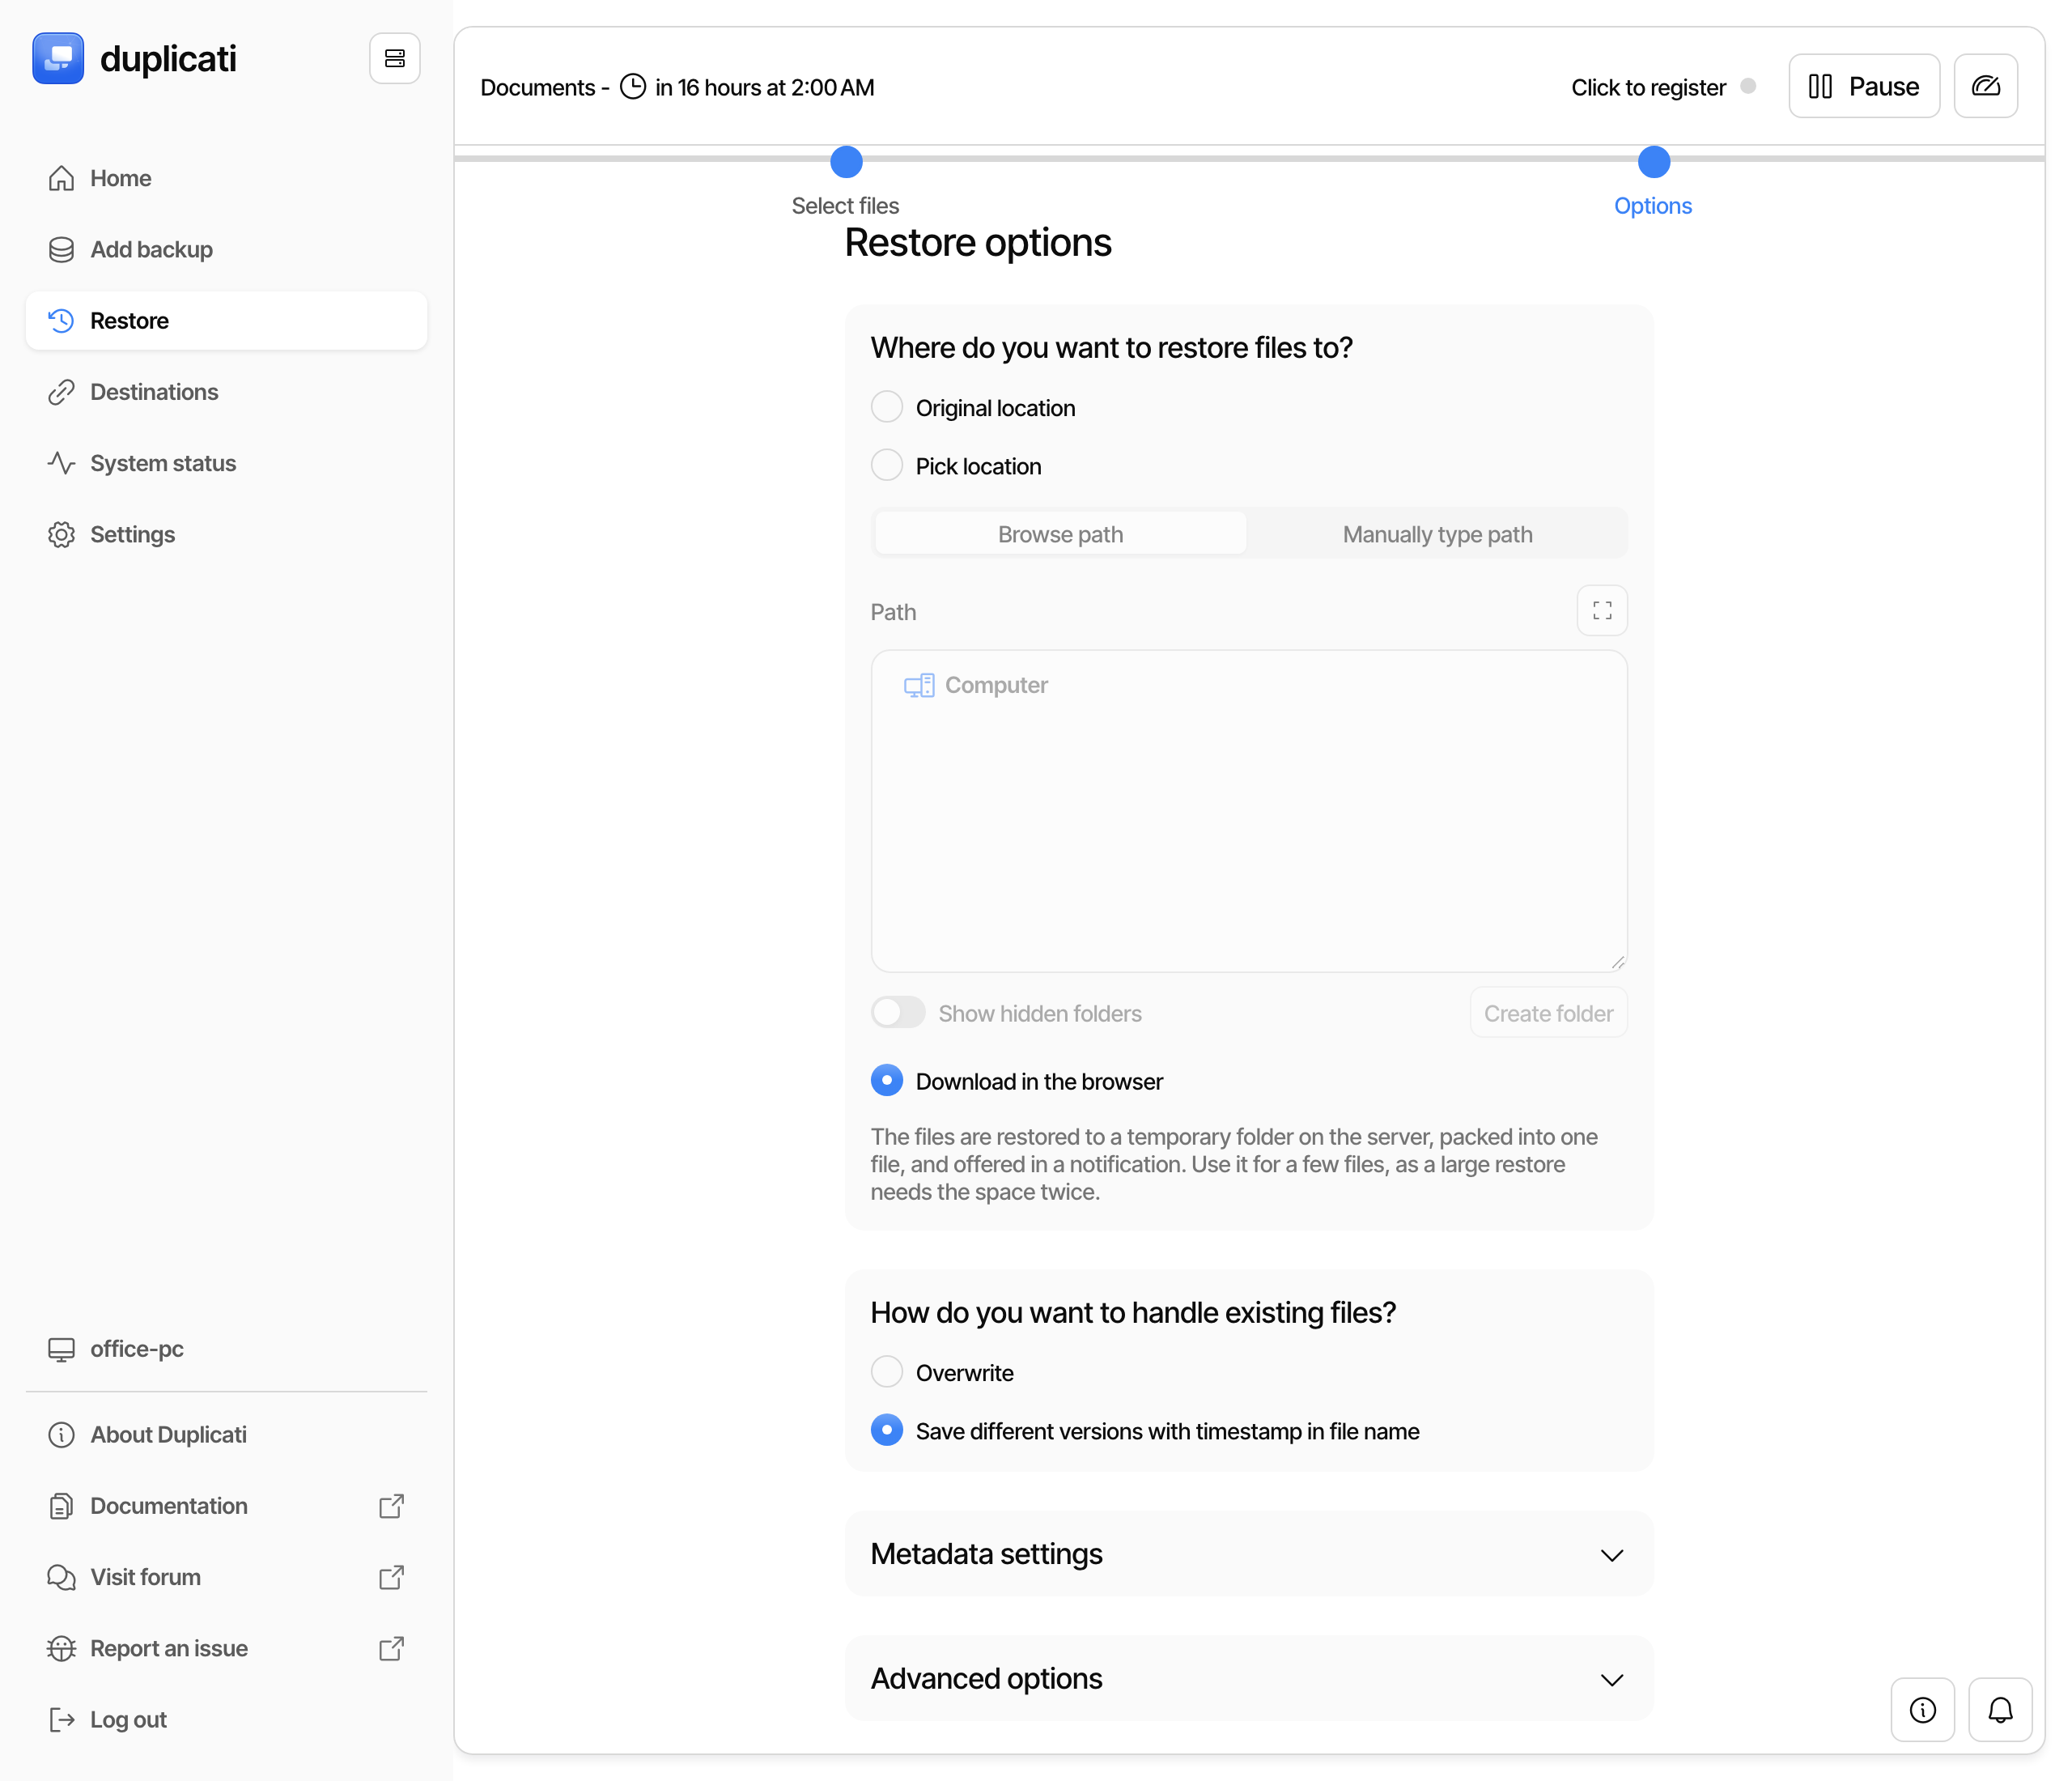 duplicati
Home
Add backup
Restore
Destinations
System status
Settings
office-pc
About Duplicati
Documentation
Visit forum
Report an issue
Log out
Documents - in 16 hours at 2:00 AM
Click to register
Pause
Select files
Options
Restore options
Where do you want to restore files to?
Original location
Pick location
Browse path
Manually type path
Path
Computer
Show hidden folders
Create folder
Download in the browser
The files are restored to a temporary folder on the server, packed into one
file, and offered in a notification. Use it for a few files, as a large restore
needs the space twice.
How do you want to handle existing files?
Overwrite
Save different versions with timestamp in file name
Metadata settings
Advanced options